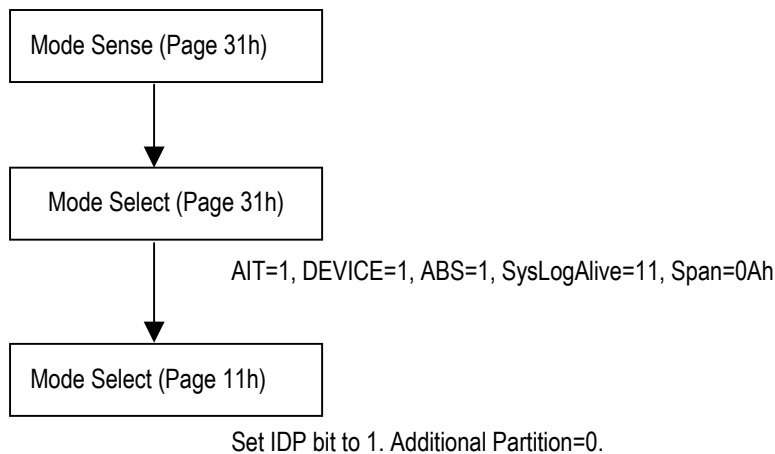 Mode Sense (Page 31h)
Mode Select (Page 31h)
AIT=1, DEVICE=1, ABS=1, SysLogAlive=11, Span=0Ah
Mode Select (Page 11h)
Set IDP bit to 1. Additional Partition=0.